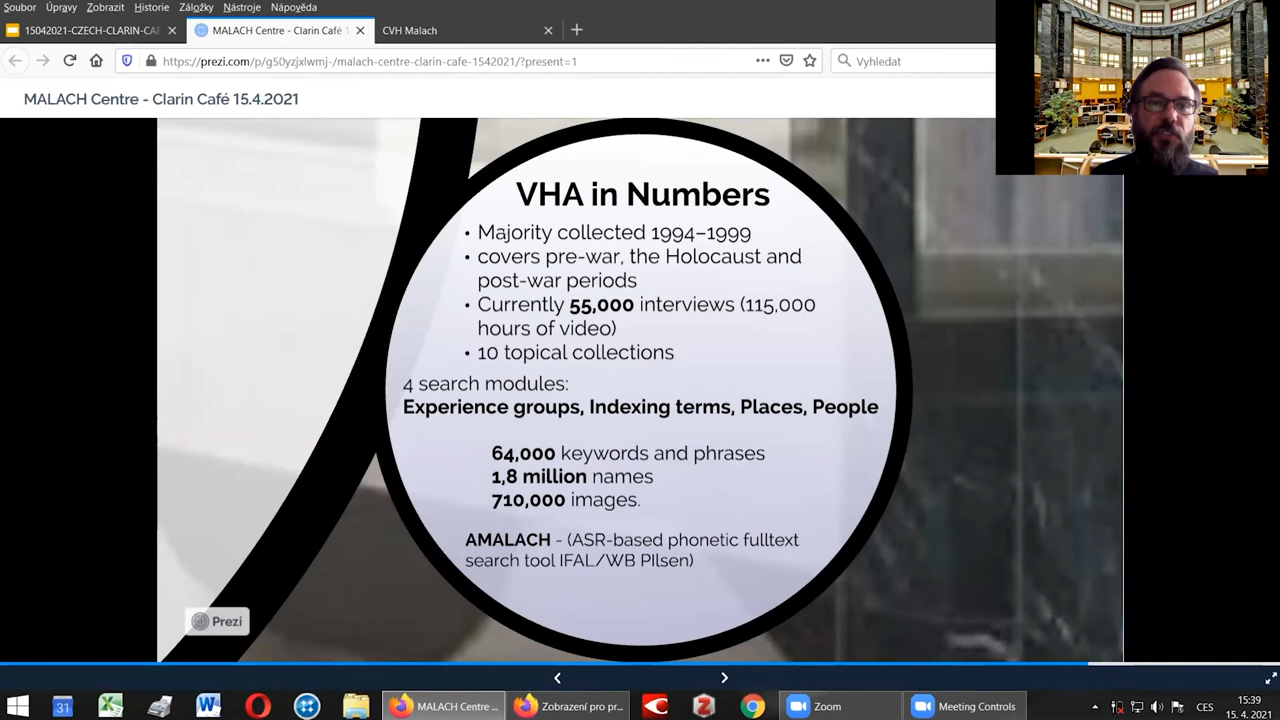 Soubor Úpravy Zobrazit Historie Záložky Nástroje Nápověda
15042021-CZECH-CLARIN-CAF
MALACH Centre - Clarin Café 1
CVH Malach
https://prezi.com/p/g50yzjxlwmj-/malach-centre-clarin-cafe-1542021/?present=1
Vyhledat
MALACH Centre - Clarin Café 15.4.2021
VHA in Numbers
• Majority collected 1994–1999
• covers pre-war, the Holocaust and
post-war periods
• Currently 55,000 interviews (115,000
hours of video)
• 10 topical collections
4 search modules:
Experience groups, Indexing terms, Places, People
64,000 keywords and phrases
1,8 million names
710,000 images.
AMALACH - (ASR-based phonetic fulltext
search tool IFAL/WB PIlsen)
Prezi
31
MALACH Centre ...
Zobrazení pro pr...
Zoom
Meeting Controls
CES
15:39
15. 4. 2021